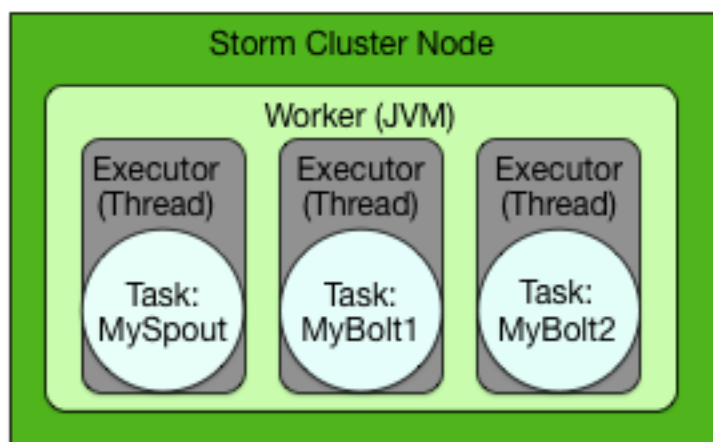 Storm Cluster Node
Worker (JVM)
Executor
(Thread)
Task:
MySpout
Executor
(Thread)
Task:
MyBolt1
Executor
(Thread)
Task:
MyBolt2